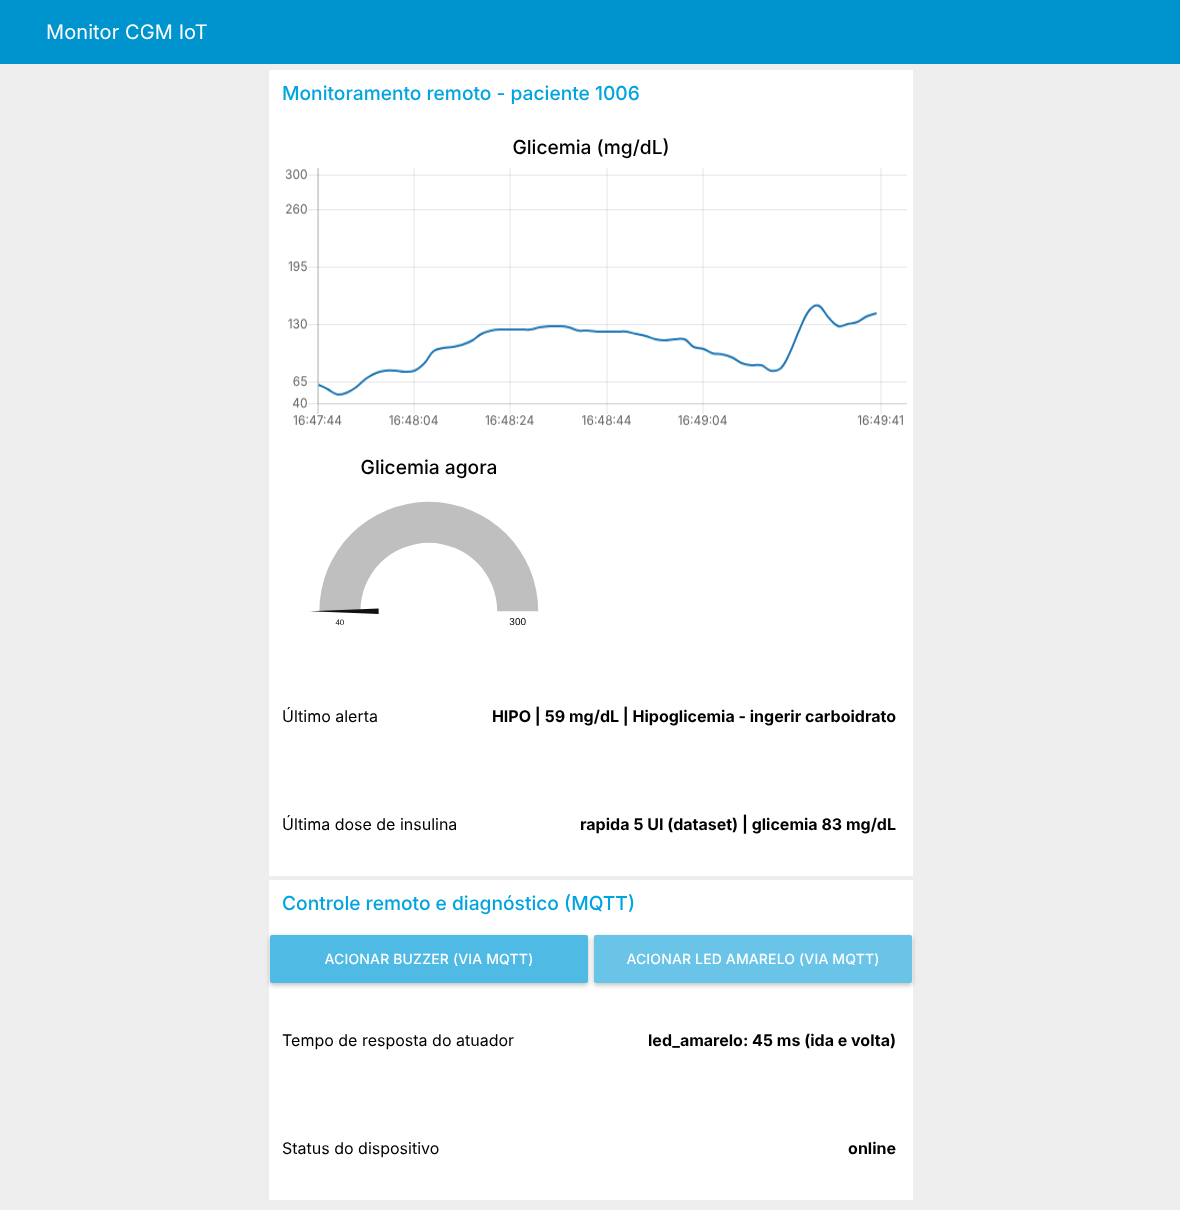 Monitor CGM IoT
Monitoramento remoto - paciente 1006
Glicemia (mg/dL)
300
260
195
130
65
40
16:47:44 16:48:04 16:48:24 16:48:44 16:49:04 16:49:41
Glicemia agora
40 300
Último alerta HIPO | 59 mg/dL | Hipoglicemia - ingerir carboidrato
Última dose de insulina rapida 5 UI (dataset) | glicemia 83 mg/dL
Controle remoto e diagnóstico (MQTT)
ACIONAR BUZZER (VIA MQTT) ACIONAR LED AMARELO (VIA MQTT)
Tempo de resposta do atuador led_amarelo: 45 ms (ida e volta)
Status do dispositivo online